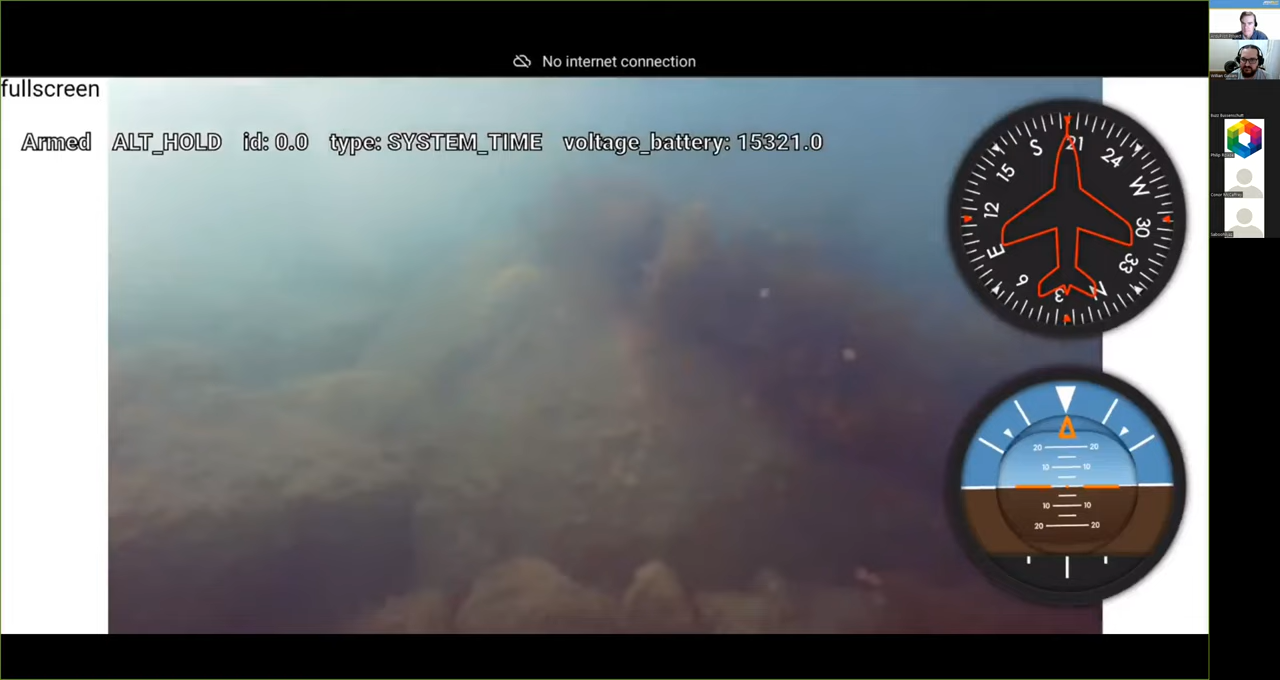 No internet connection
fullscreen
Armed ALT_HOLD id: 0.0 type: SYSTEM_TIME voltage_battery: 15321.0
S 21 24 W 30 33 N 3 6 E 12 15
20 20
10 10
10 10
20 20